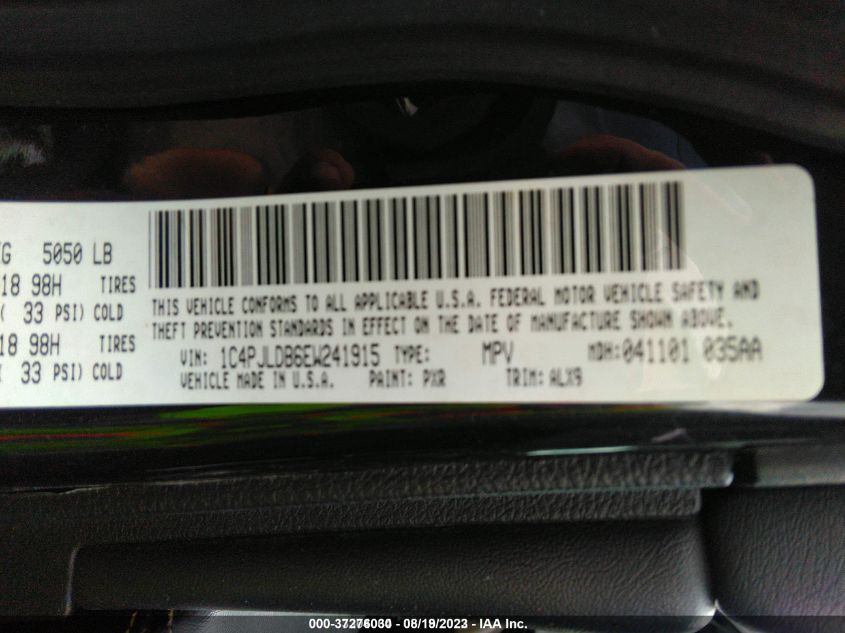 5050 LB
18 98H TIRES
33 PSI) COLD
18 98H TIRES
33 PSI) COLD
THIS VEHICLE CONFORMS TO ALL APPLICABLE U.S.A. FEDERAL MOTOR VEHICLE SAFETY AND
THEFT PREVENTION STANDARDS IN EFFECT ON THE DATE OF MANUFACTURE SHOWN ABOVE.
VIN: 1C4PJLDB6EW241915 TYPE: MPV MDH:041101 035AA
VEHICLE MADE IN U.S.A. PAINT: PXR TRIM: ALX9
08/19/2023 - IAA Inc.